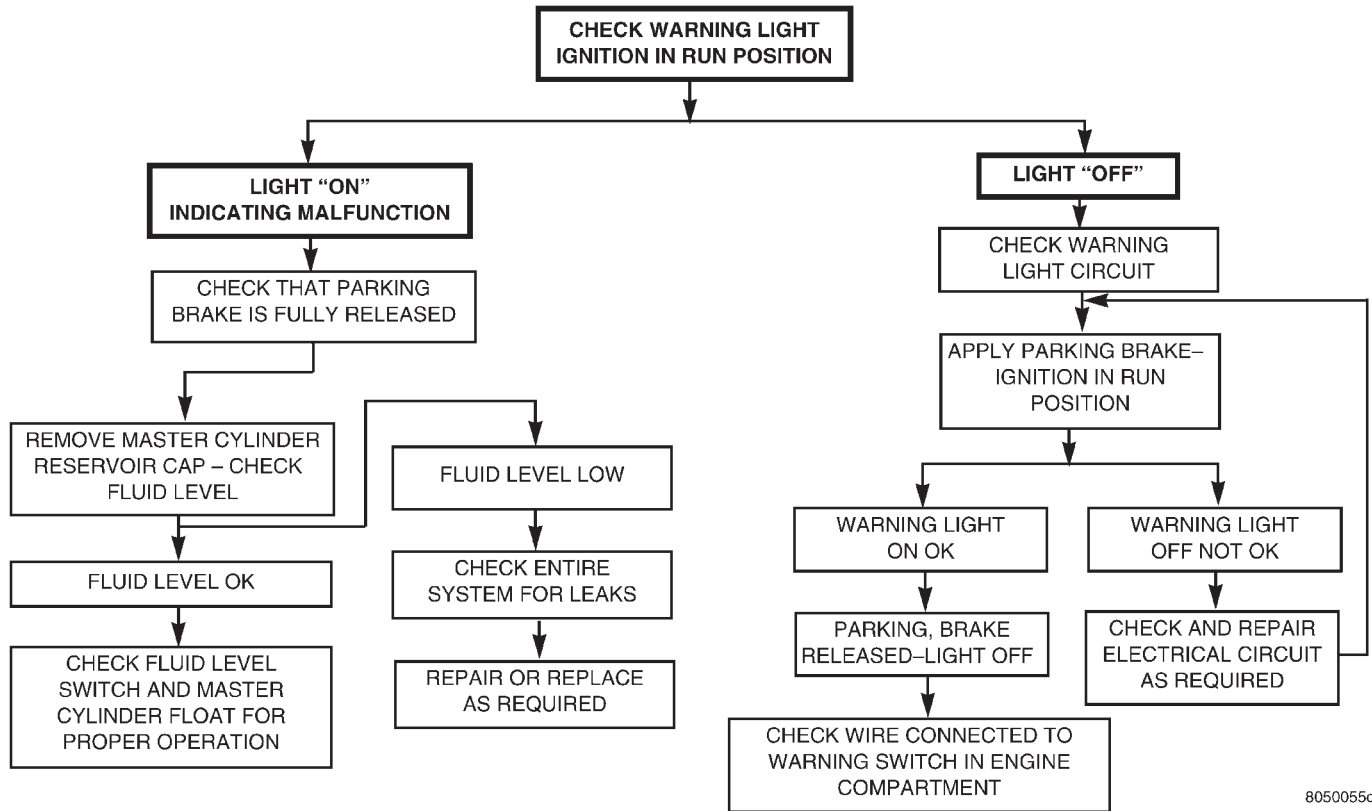 CHECK WARNING LIGHT
IGNITION IN RUN POSITION
LIGHT “ON”
INDICATING MALFUNCTION
CHECK THAT PARKING
BRAKE IS FULLY RELEASED
REMOVE MASTER CYLINDER
RESERVOIR CAP – CHECK
FLUID LEVEL
FLUID LEVEL OK
CHECK FLUID LEVEL
SWITCH AND MASTER
CYLINDER FLOAT FOR
PROPER OPERATION
FLUID LEVEL LOW
CHECK ENTIRE
SYSTEM FOR LEAKS
REPAIR OR REPLACE
AS REQUIRED
LIGHT “OFF”
CHECK WARNING
LIGHT CIRCUIT
APPLY PARKING BRAKE–
IGNITION IN RUN
POSITION
WARNING LIGHT
ON OK
PARKING, BRAKE
RELEASED–LIGHT OFF
CHECK WIRE CONNECTED TO
WARNING SWITCH IN ENGINE
COMPARTMENT
WARNING LIGHT
OFF NOT OK
CHECK AND REPAIR
ELECTRICAL CIRCUIT
AS REQUIRED